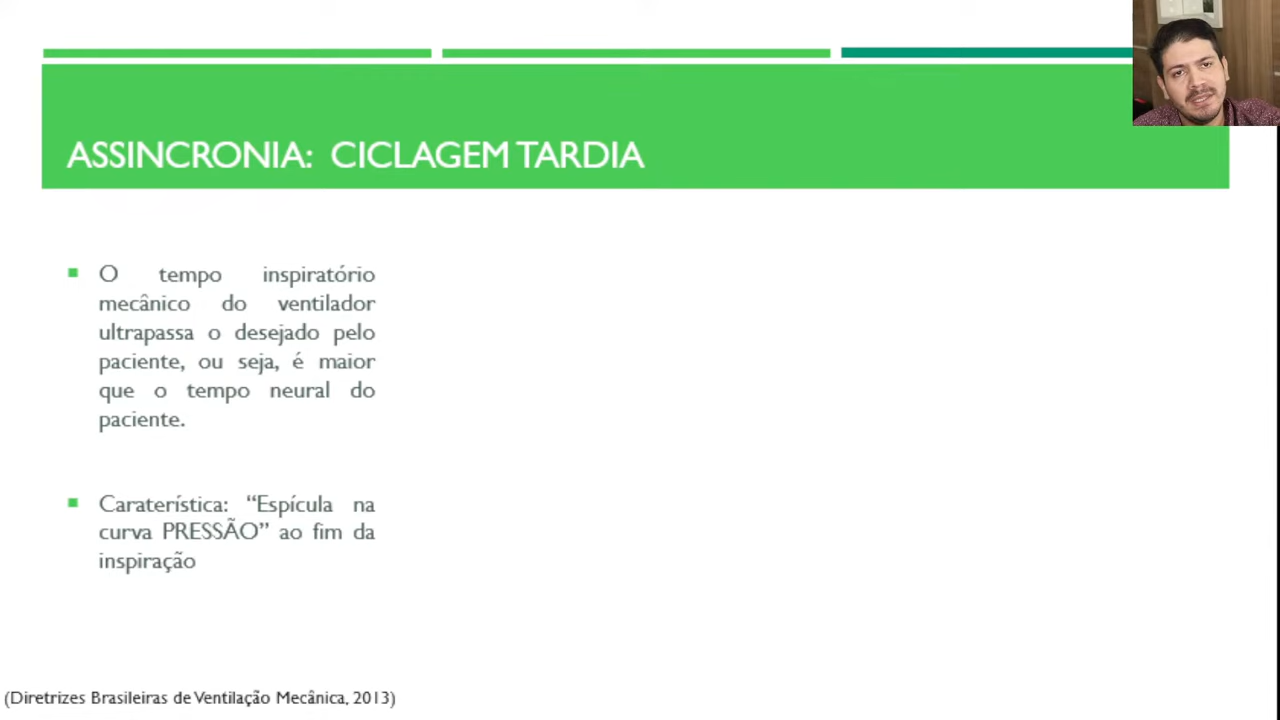 ASSINCRONIA: CICLAGEM TARDIA
O tempo inspiratório
mecânico do ventilador
ultrapassa o desejado pelo
paciente, ou seja, é maior
que o tempo neural do
paciente.
Caraterística: “Espícula na
curva PRESSÃO” ao fim da
inspiração
(Diretrizes Brasileiras de Ventilação Mecânica, 2013)